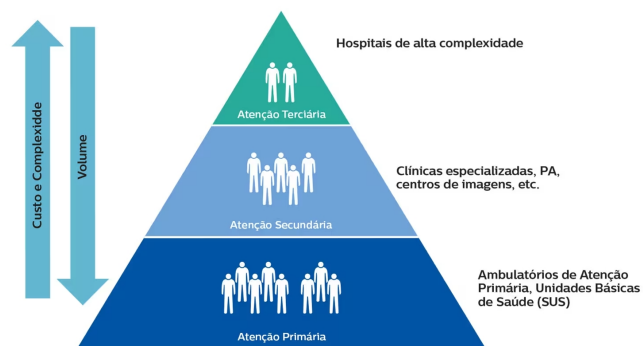 Hospitais de alta complexidade
Atenção Terciária
Custo e Complexidde
Volume
Clínicas especializadas, PA,
centros de imagens, etc.
Atenção Secundária
Ambulatórios de Atenção
Primária, Unidades Básicas
de Saúde (SUS)
Atenção Primária